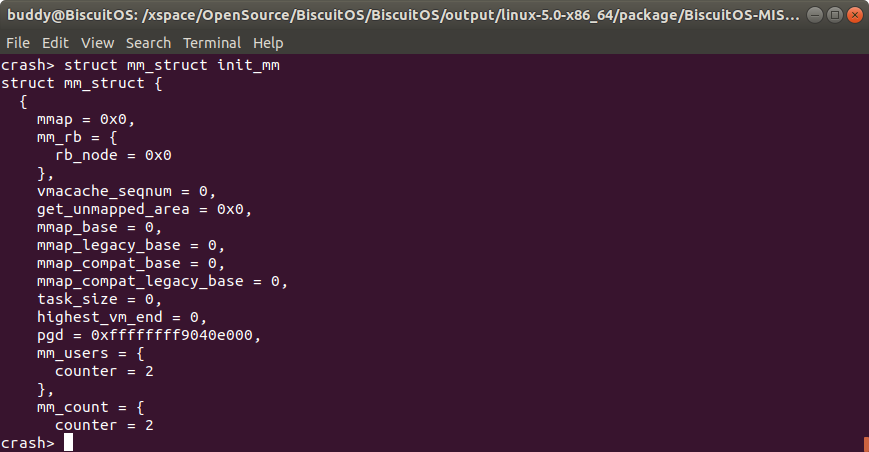 buddy@BiscuitOS: /xspace/OpenSource/BiscuitOS/BiscuitOS/output/linux-5.0-x86_64/package/BiscuitOS-MIS...
File Edit View Search Terminal Help
crash> struct mm_struct init_mm
struct mm_struct {
  {
    mmap = 0x0,
    mm_rb = {
      rb_node = 0x0
    },
    vmacache_seqnum = 0,
    get_unmapped_area = 0x0,
    mmap_base = 0,
    mmap_legacy_base = 0,
    mmap_compat_base = 0,
    mmap_compat_legacy_base = 0,
    task_size = 0,
    highest_vm_end = 0,
    pgd = 0xffffffff9040e000,
    mm_users = {
      counter = 2
    },
    mm_count = {
      counter = 2
crash>